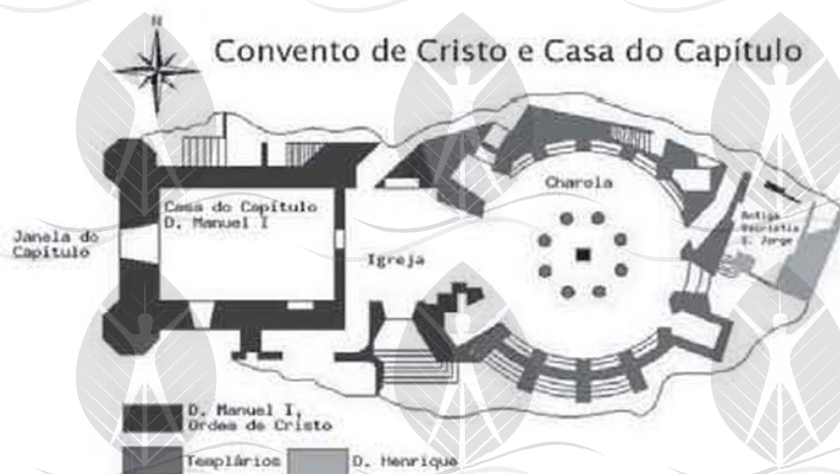 N
Convento de Cristo e Casa do Capítulo
Charola
Casa do Capítulo
D. Manuel I
Janela do
Capítulo
Igreja
Antiga
S. Jorge
D. Manuel I,
Ordem de Cristo
Templários
D. Henrique